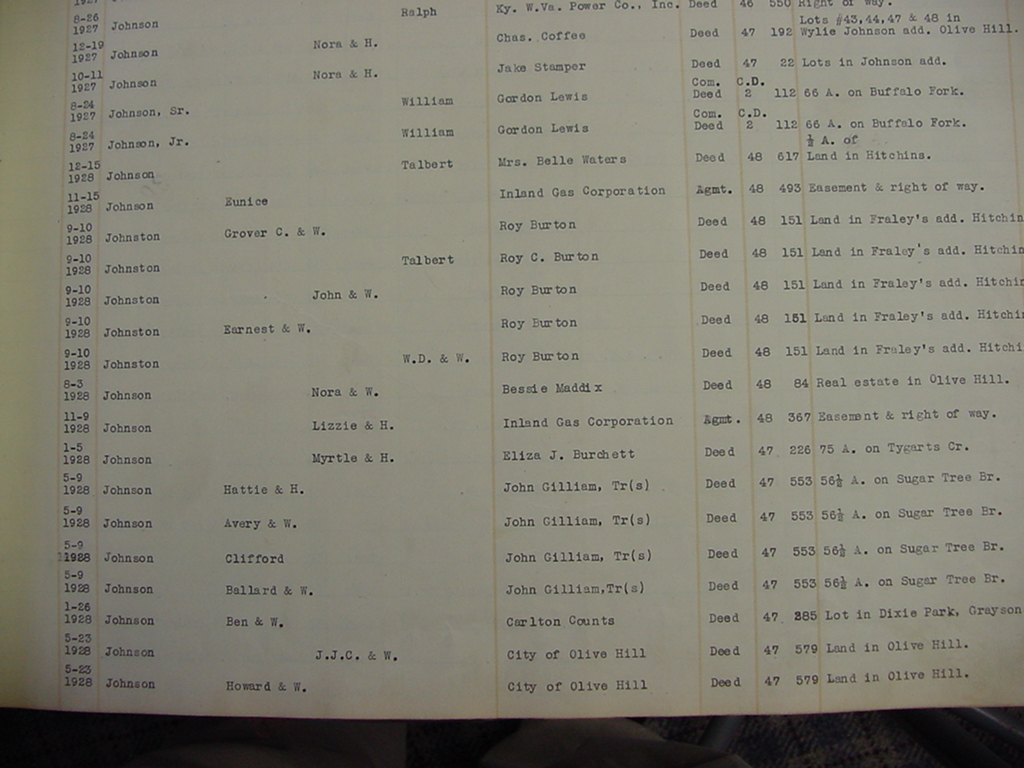 1927
8-26 Ralph Ky. W.Va. Power Co., Inc. Deed 46 550 Right of way.
1927 Johnson Lots #43,44,47 & 48 in
12-19 Nora & H. Chas. Coffee Deed 47 192 Wylie Johnson add. Olive Hill.
1927 Johnson
10-11 Nora & H. Jake Stamper Deed 47 22 Lots in Johnson add.
1927 Johnson Com. C.D.
8-24 William Gordon Lewis Deed 2 112 66 A. on Buffalo Fork.
1927 Johnson, Sr. Com. C.D.
8-24 William Gordon Lewis Deed 2 112 66 A. on Buffalo Fork.
1927 Johnson, Jr. ½ A. of
12-15 Talbert Mrs. Belle Waters Deed 48 617 Land in Hitchins.
1928 Johnson
11-15 Eunice Inland Gas Corporation Agmt. 48 493 Easement & right of way.
1928 Johnson
9-10 Grover C. & W. Roy Burton Deed 48 151 Land in Fraley's add. Hitchin
1928 Johnston
9-10 Talbert Roy C. Burton Deed 48 151 Land in Fraley's add. Hitchin
1928 Johnston
9-10 John & W. Roy Burton Deed 48 151 Land in Fraley's add. Hitchin
1928 Johnston
9-10 Earnest & W. Roy Burton Deed 48 151 Land in Fraley's add. Hitchin
1928 Johnston
9-10 W.D. & W. Roy Burton Deed 48 151 Land in Fraley's add. Hitchi
1928 Johnston
8-3 Nora & W. Bessie Maddix Deed 48 84 Real estate in Olive Hill.
1928 Johnson
11-9 Lizzie & H. Inland Gas Corporation Agmt. 48 367 Easement & right of way.
1928 Johnson
1-5 Myrtle & H. Eliza J. Burchett Deed 47 226 75 A. on Tygarts Cr.
1928 Johnson
5-9
1928 Johnson Hattie & H. John Gilliam, Tr(s) Deed 47 553 56½ A. on Sugar Tree Br.
5-9
1928 Johnson Avery & W. John Gilliam, Tr(s) Deed 47 553 56½ A. on Sugar Tree Br.
5-9
1928 Johnson Clifford John Gilliam, Tr(s) Deed 47 553 56½ A. on Sugar Tree Br.
5-9
1928 Johnson Ballard & W. John Gilliam,Tr(s) Deed 47 553 56½ A. on Sugar Tree Br.
1-26
1928 Johnson Ben & W. Carlton Counts Deed 47 285 Lot in Dixie Park, Grayson
5-23
1928 Johnson J.J.C. & W. City of Olive Hill Deed 47 579 Land in Olive Hill.
5-23
1928 Johnson Howard & W. City of Olive Hill Deed 47 579 Land in Olive Hill.